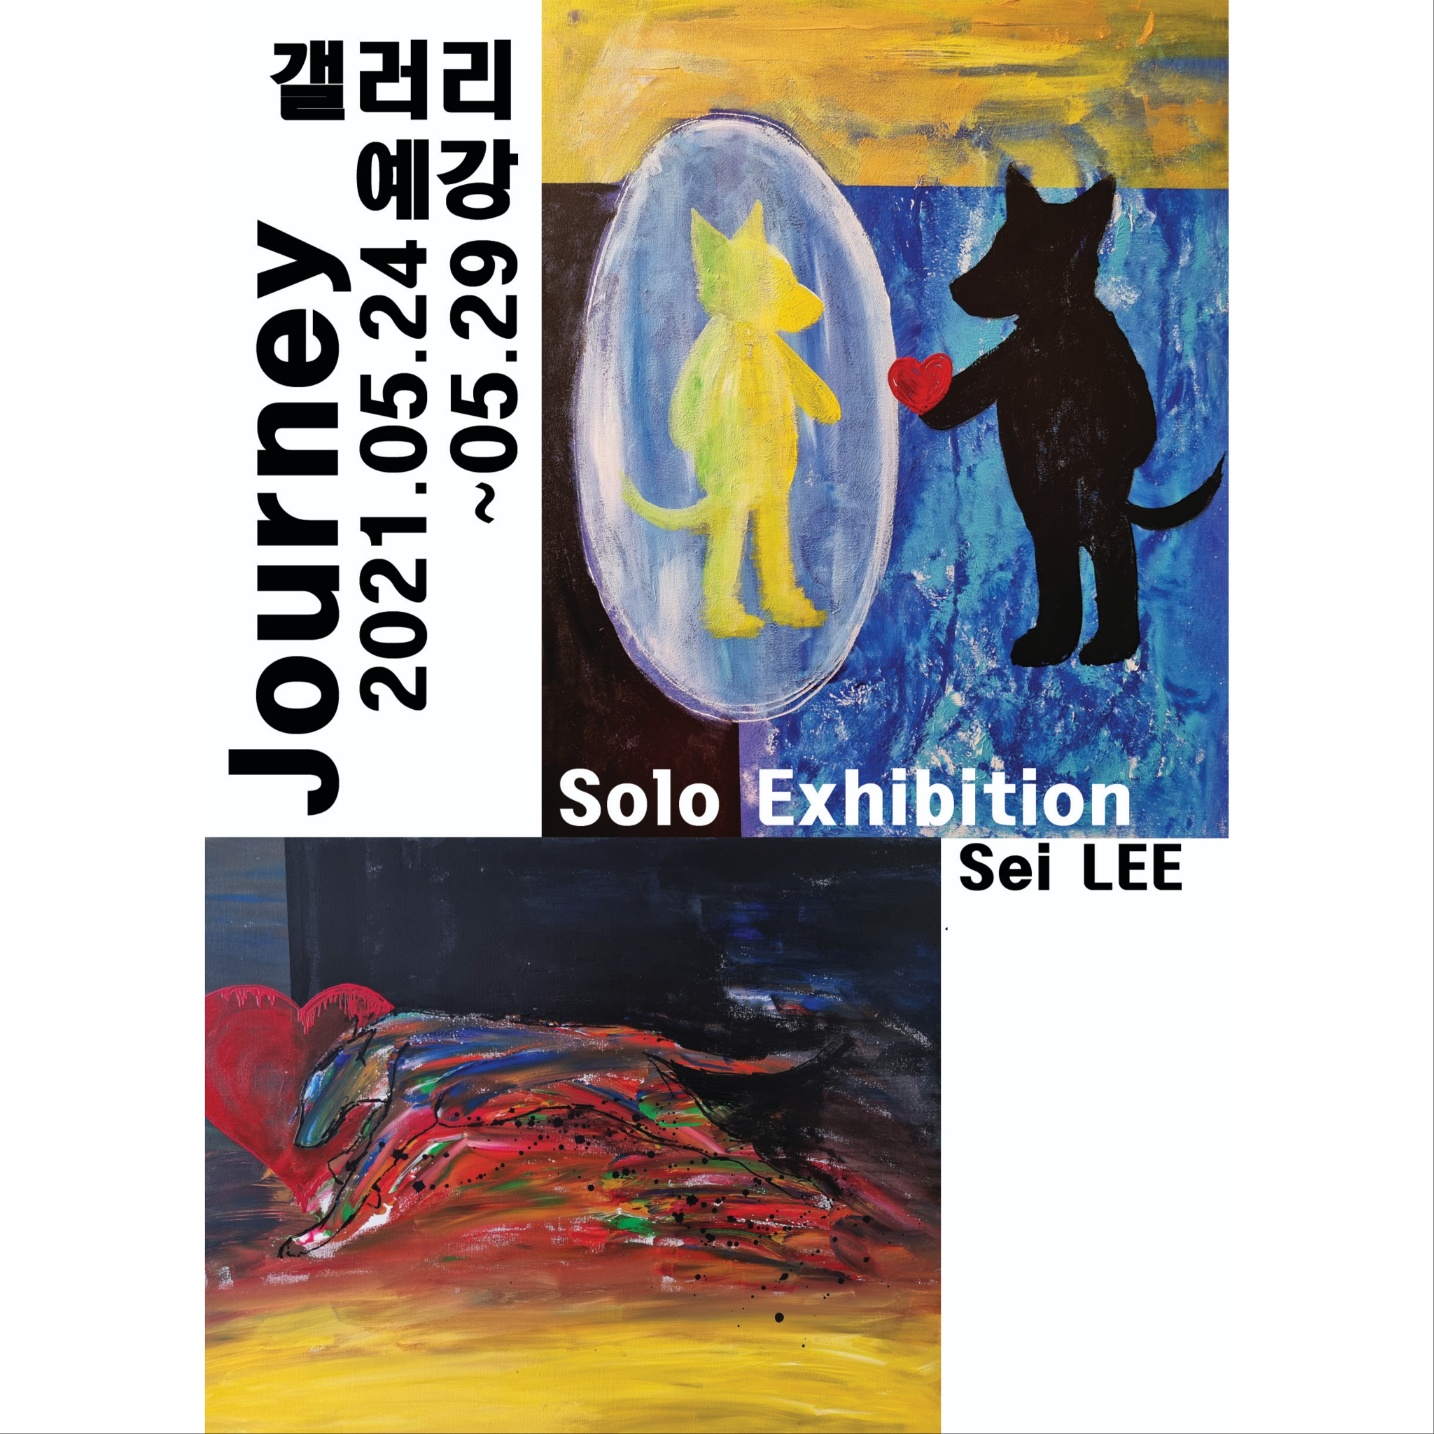 갤러리
예강
Journey
2021.05.24
~05.29
Solo Exhibition
Sei LEE